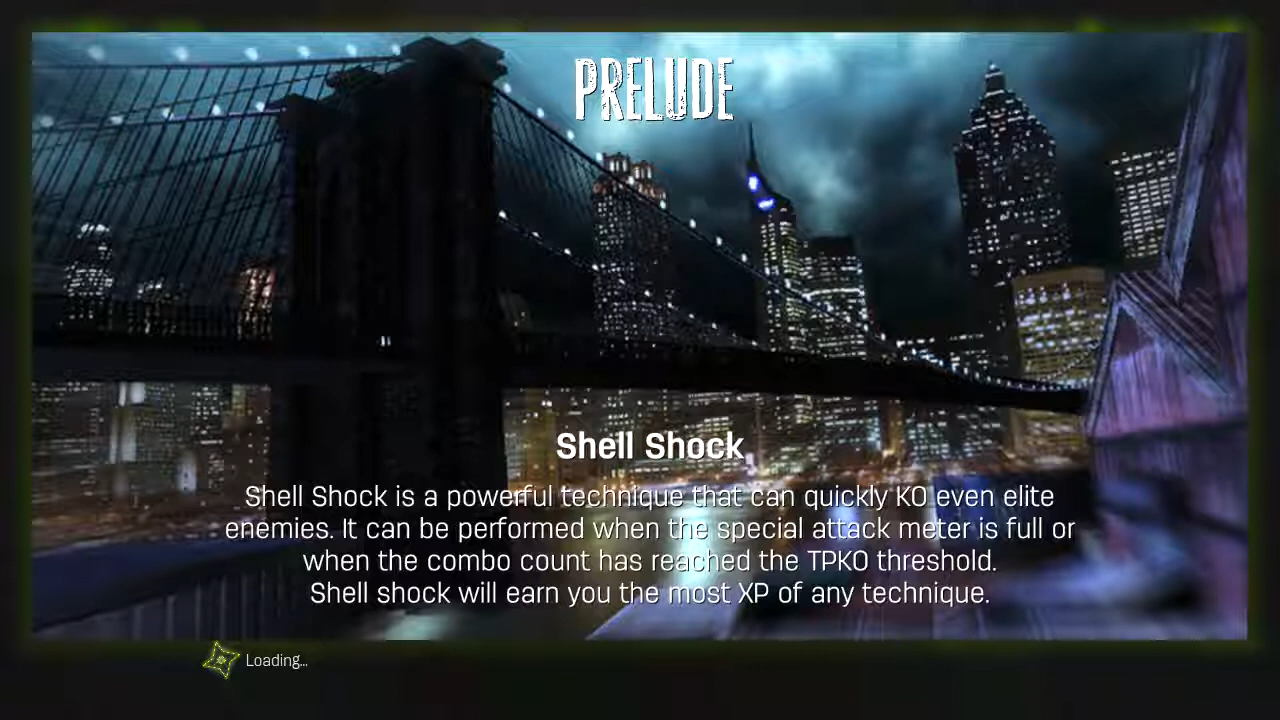 PRELUDE
Shell Shock
Shell Shock is a powerful technique that can quickly KO even elite
enemies. It can be performed when the special attack meter is full or
when the combo count has reached the TPKO threshold.
Shell shock will earn you the most XP of any technique.
Loading...